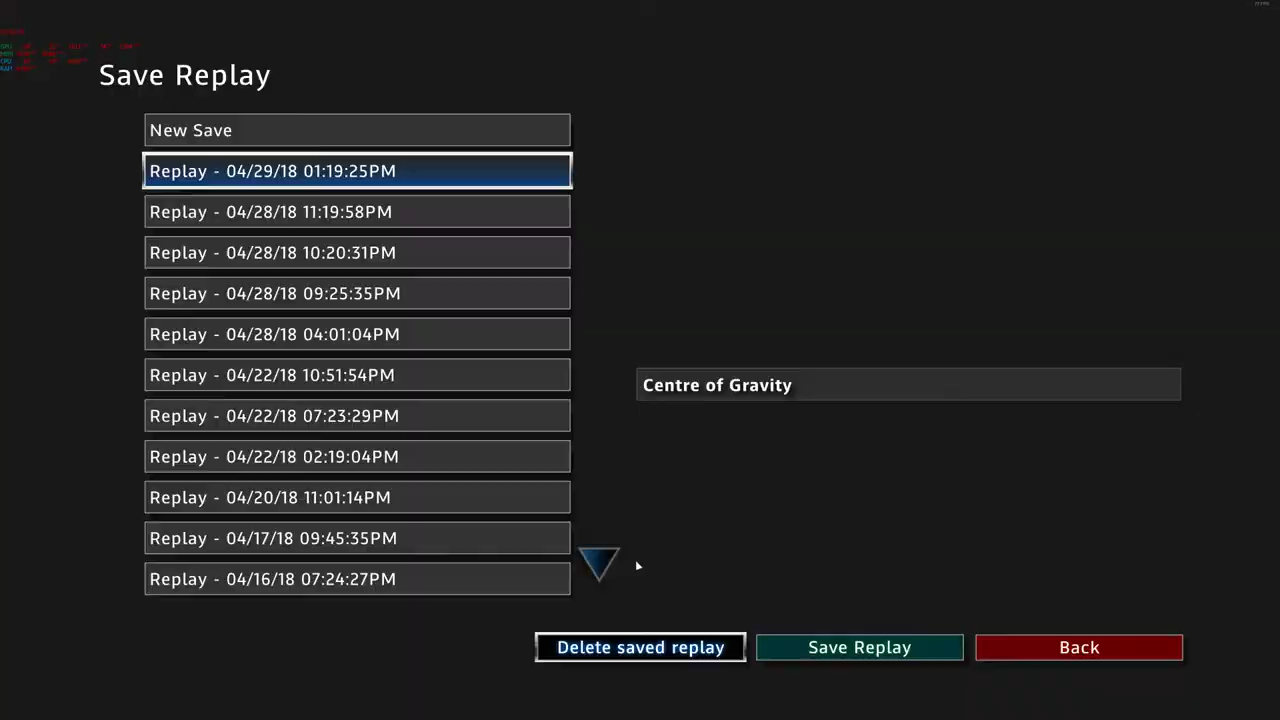 Save Replay
New Save
Replay - 04/29/18 01:19:25PM
Replay - 04/28/18 11:19:58PM
Replay - 04/28/18 10:20:31PM
Replay - 04/28/18 09:25:35PM
Replay - 04/28/18 04:01:04PM
Replay - 04/22/18 10:51:54PM
Replay - 04/22/18 07:23:29PM
Replay - 04/22/18 02:19:04PM
Replay - 04/20/18 11:01:14PM
Replay - 04/17/18 09:45:35PM
Replay - 04/16/18 07:24:27PM
Centre of Gravity
Delete saved replay
Save Replay
Back